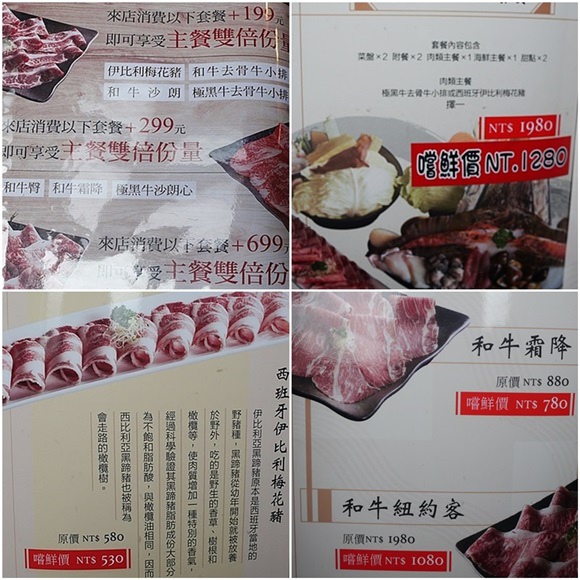 來店消費以下套餐+199元
即可享受主餐雙倍份量
伊比利梅花豬 和牛去骨牛小排
和牛沙朗 極黑牛去骨牛小排
來店消費以下套餐+299元
即可享受主餐雙倍份量
和牛臀 和牛霜降 極黑牛沙朗心
來店消費以下套餐+699元
即可享受主餐雙倍份量
套餐內容包含
菜盤×2 附餐×2 肉類主餐×1海鮮主餐×1 甜點×2
肉類主餐
極黑牛去骨牛小排或西班牙伊比利梅花豬
擇一
NT$ 1980
嚐鮮價NT.1280
西班牙伊比利梅花豬
伊比利亞黑蹄豬原本是西班牙當地的
野豬種，黑蹄豬從幼年開始就被放養
於野外，吃的是野生的香草、樹根和
橄欖等，使肉質增加一種特別的香氣，
經過科學驗證其黑蹄豬脂肪成份大部分
為不飽和脂肪酸，與橄欖油相同，因而
西比利亞黑蹄豬也被稱為
會走路的橄欖樹。
原價 NT$ 580
嚐鮮價 NT$ 530
和牛霜降
原價 NT$ 880
嚐鮮價 NT$ 780
和牛紐約客
原價 NT$ 1980
嚐鮮價 NT$ 1080